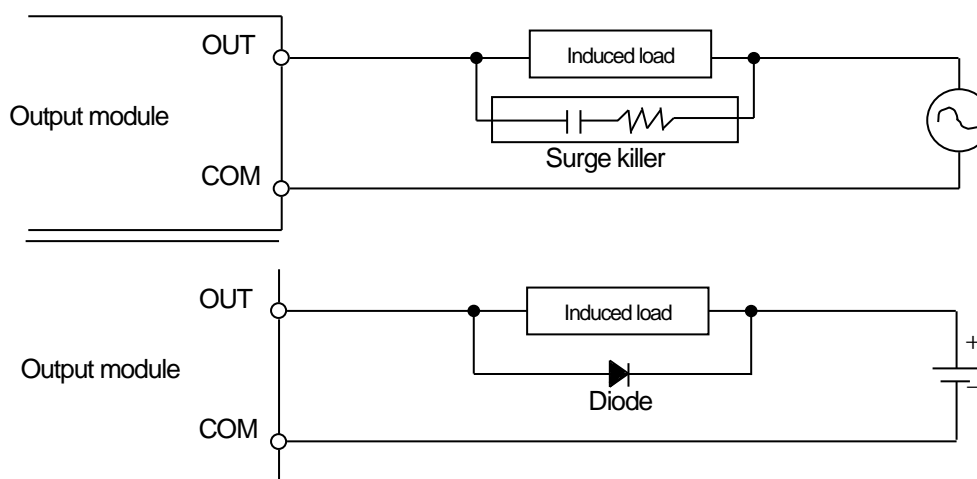 OUT
Induced load
Output module
Surge killer
COM
OUT
Induced load
+
Output module
−
Diode
COM